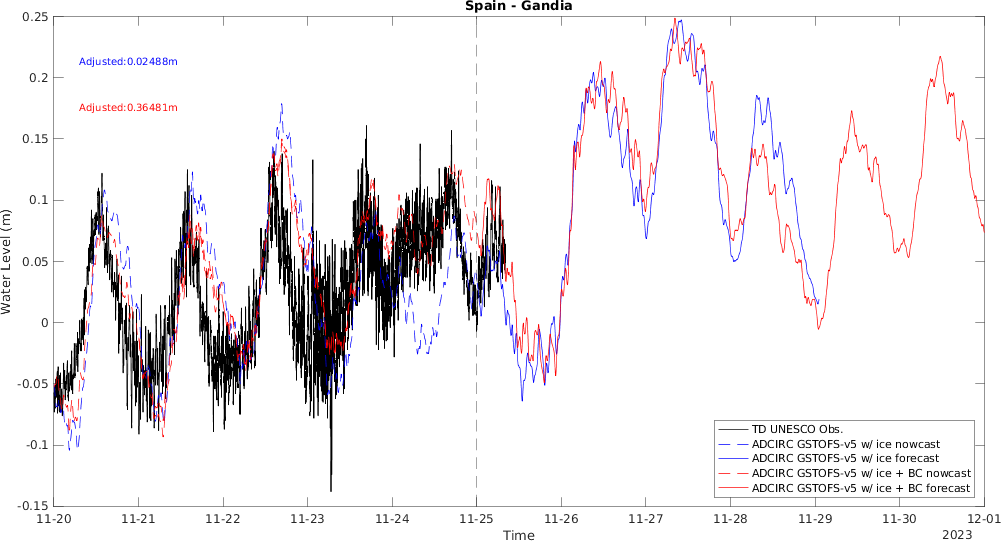 Spain - Gandia
0.25
0.2
0.15
0.1
0.05
0
-0.05
-0.1
-0.15
Water Level (m)
Adjusted:0.02488m
Adjusted:0.36481m
TD UNESCO Obs.
ADCIRC GSTOFS-v5 w/ ice nowcast
ADCIRC GSTOFS-v5 w/ ice forecast
ADCIRC GSTOFS-v5 w/ ice + BC nowcast
ADCIRC GSTOFS-v5 w/ ice + BC forecast
11-20 11-21 11-22 11-23 11-24 11-25 11-26 11-27 11-28 11-29 11-30 12-01
Time
2023